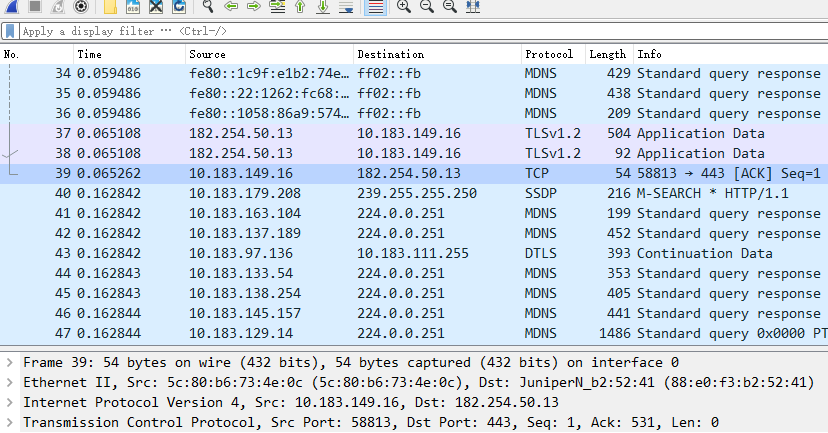 Apply a display filter … <Ctrl-/>
No. Time Source Destination Protocol Length Info
34 0.059486 fe80::1c9f:e1b2:74e… ff02::fb MDNS 429 Standard query response
35 0.059486 fe80::22:1262:fc68:… ff02::fb MDNS 438 Standard query response
36 0.059486 fe80::1058:86a9:574… ff02::fb MDNS 209 Standard query response
37 0.065108 182.254.50.13 10.183.149.16 TLSv1.2 504 Application Data
38 0.065108 182.254.50.13 10.183.149.16 TLSv1.2 92 Application Data
39 0.065262 10.183.149.16 182.254.50.13 TCP 54 58813 → 443 [ACK] Seq=1
40 0.162842 10.183.179.208 239.255.255.250 SSDP 216 M-SEARCH * HTTP/1.1
41 0.162842 10.183.163.104 224.0.0.251 MDNS 199 Standard query response
42 0.162842 10.183.137.189 224.0.0.251 MDNS 452 Standard query response
43 0.162842 10.183.97.136 10.183.111.255 DTLS 393 Continuation Data
44 0.162843 10.183.133.54 224.0.0.251 MDNS 353 Standard query response
45 0.162843 10.183.138.254 224.0.0.251 MDNS 405 Standard query response
46 0.162844 10.183.145.157 224.0.0.251 MDNS 441 Standard query response
47 0.162844 10.183.129.14 224.0.0.251 MDNS 1486 Standard query 0x0000 PT
Frame 39: 54 bytes on wire (432 bits), 54 bytes captured (432 bits) on interface 0
Ethernet II, Src: 5c:80:b6:73:4e:0c (5c:80:b6:73:4e:0c), Dst: JuniperN_b2:52:41 (88:e0:f3:b2:52:41)
Internet Protocol Version 4, Src: 10.183.149.16, Dst: 182.254.50.13
Transmission Control Protocol, Src Port: 58813, Dst Port: 443, Seq: 1, Ack: 531, Len: 0